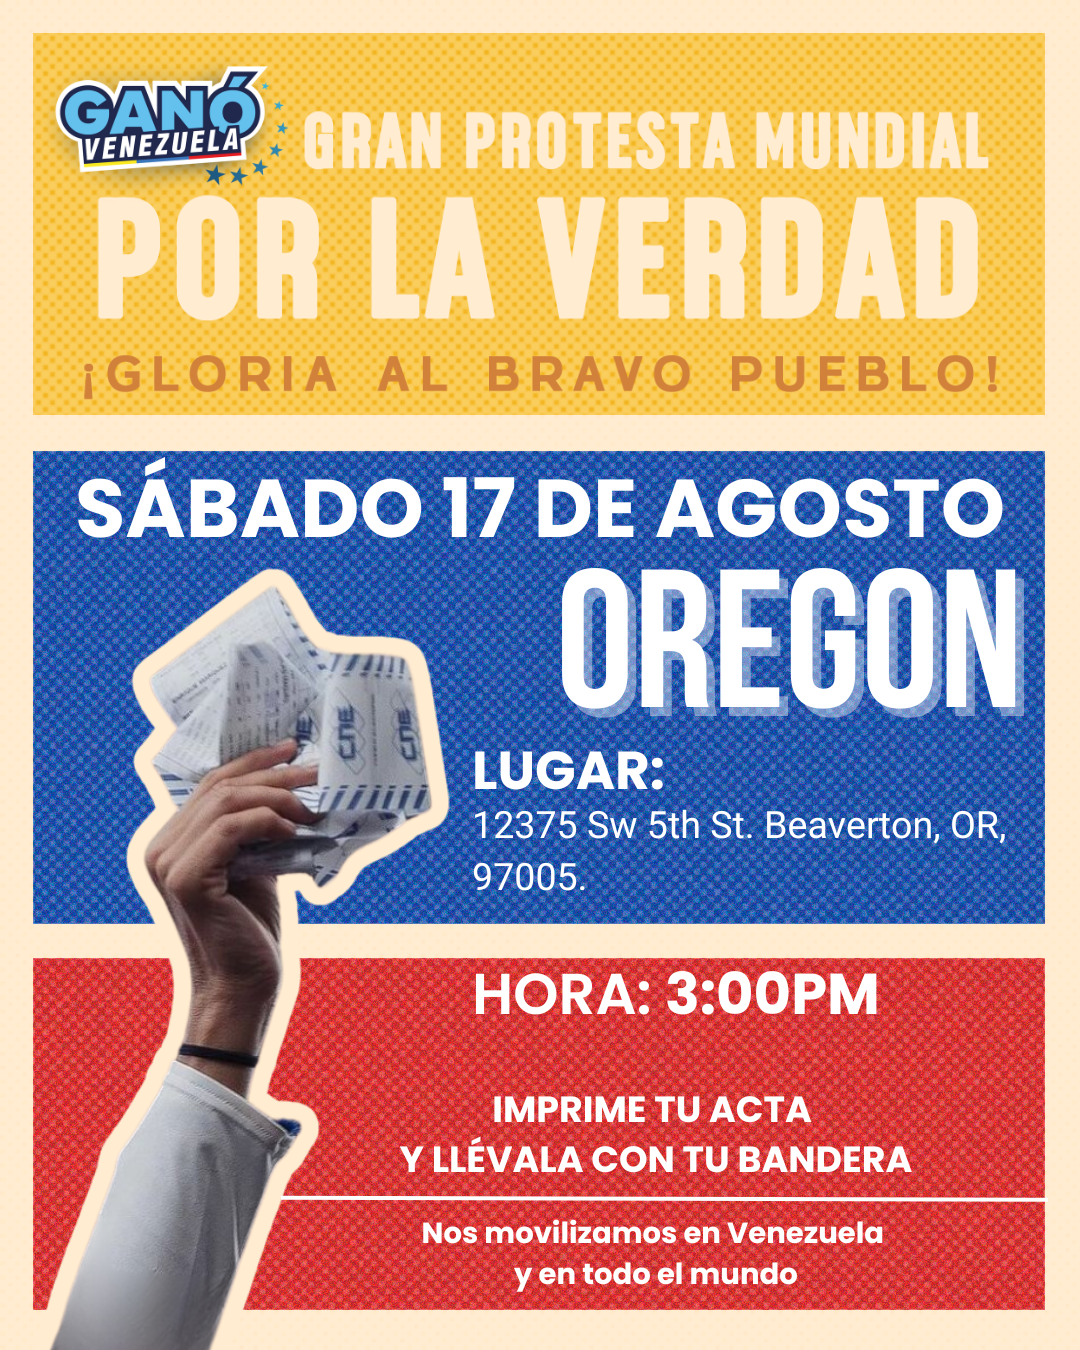 GANÓ
VENEZUELA
GRAN PROTESTA MUNDIAL
POR LA VERDAD
¡GLORIA AL BRAVO PUEBLO!
SÁBADO 17 DE AGOSTO
OREGON
CNE
CNE
LUGAR:
12375 Sw 5th St. Beaverton, OR,
97005.
HORA: 3:00PM
IMPRIME TU ACTA
Y LLÉVALA CON TU BANDERA
Nos movilizamos en Venezuela
y en todo el mundo